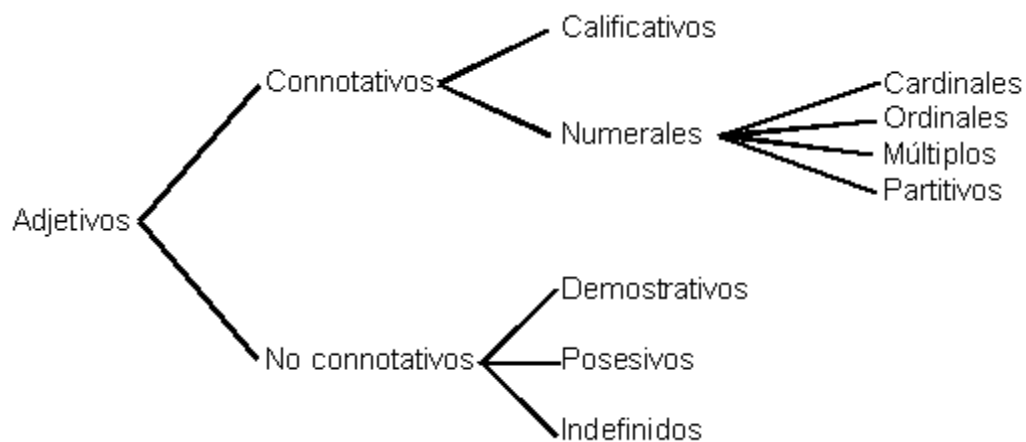 Adjetivos
Connotativos
Calificativos
Numerales
Cardinales
Ordinales
Múltiplos
Partitivos
No connotativos
Demostrativos
Posesivos
Indefinidos